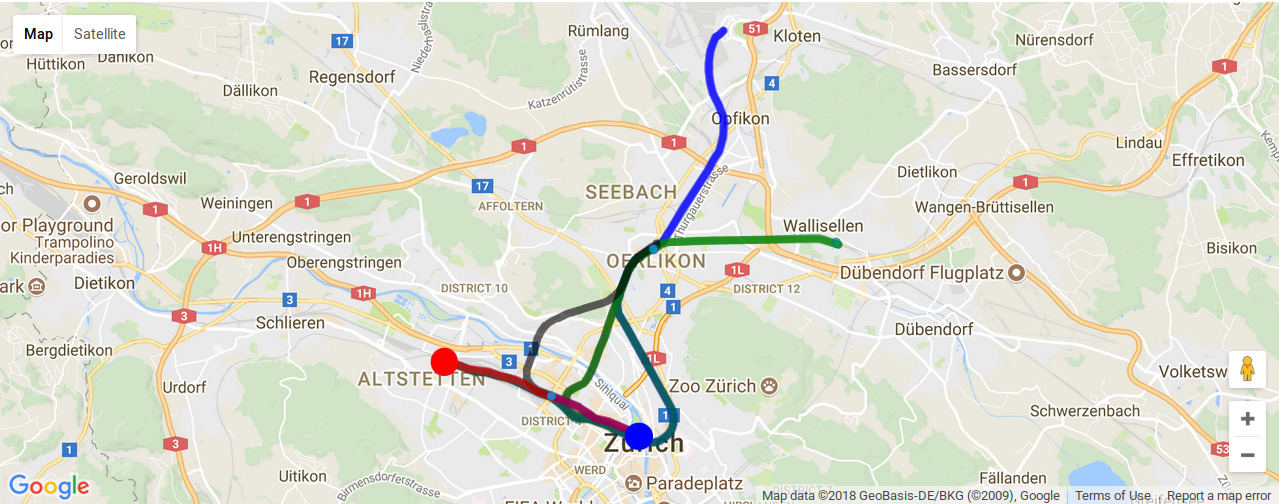 Map
Satellite
Dänikon
Hüttikon
17
Niederhaslistra
Rümlang
51
Kloten
Nürensdorf
1
Regensdorf
Dällikon
Katzenrütistrasse
4
Bassersdorf
Opfikon
1
1
Lindau
Effretikon
Kemp
Geroldswil
17
SEEBACH
Thurgauerstrasse
Dietlikon
1
Weiningen
1
1
AFFOLTERN
Wangen-Brüttisellen
or Playground
Trampolino
Kinderparadies
Unterengstringen
1H
Wallisellen
Bisikon
Oberengstringen
OERLIKON
1L
Dübendorf Flugplatz
ark
Dietikon
3
1H
DISTRICT 10
4
1
DISTRICT 12
3
Schlieren
Dübendorf
Bergdietikon
1
3
1L
ALTSTETTEN
Sihlquai
Zoo Zürich
Volketsw
Urdorf
DISTRICT
1
Schwerzenbach
3
Zürich
1
53
Uitikon
Birmensdorferstrasse
WERD
Paradeplatz
Fällanden
Google
Map data ©2018 GeoBasis-DE/BKG (©2009), Google
Terms of Use
Report a map error